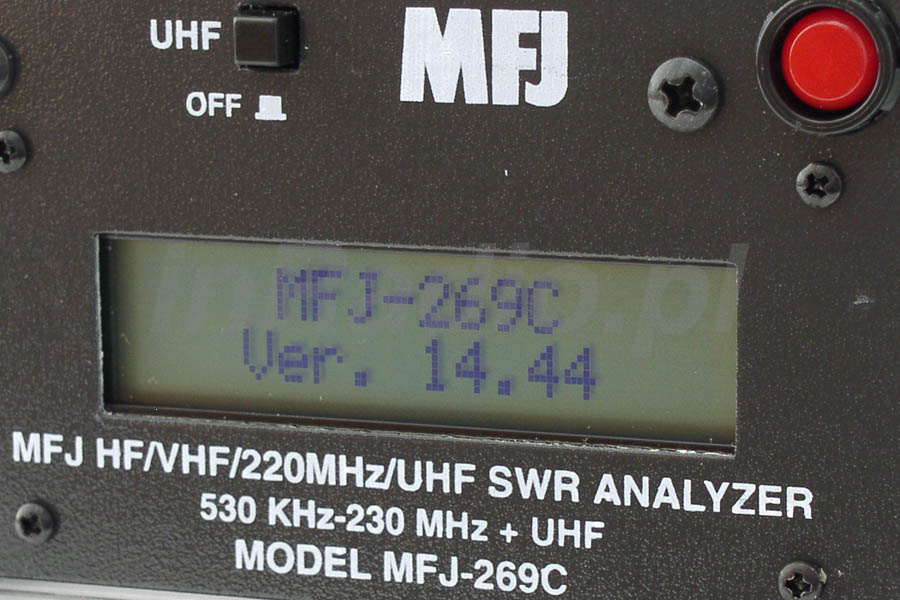 UHF
MFJ
OFF
MFJ-269C
Ver. 14.44
MFJ HF/VHF/220MHz/UHF SWR ANALYZER
530 KHz-230 MHz + UHF
MODEL MFJ-269C